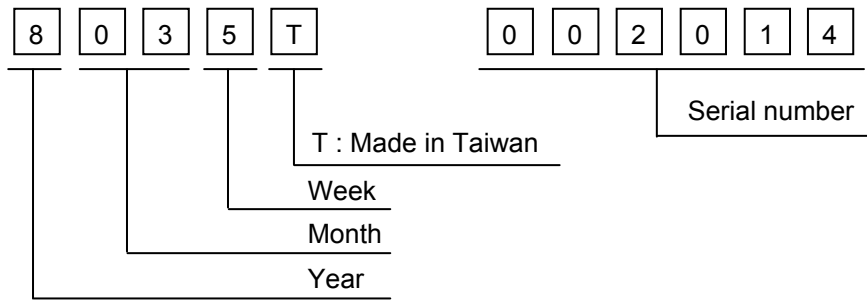 8 0 3 5 T 0 0 2 0 1 4
Serial number
T : Made in Taiwan
Week
Month
Year